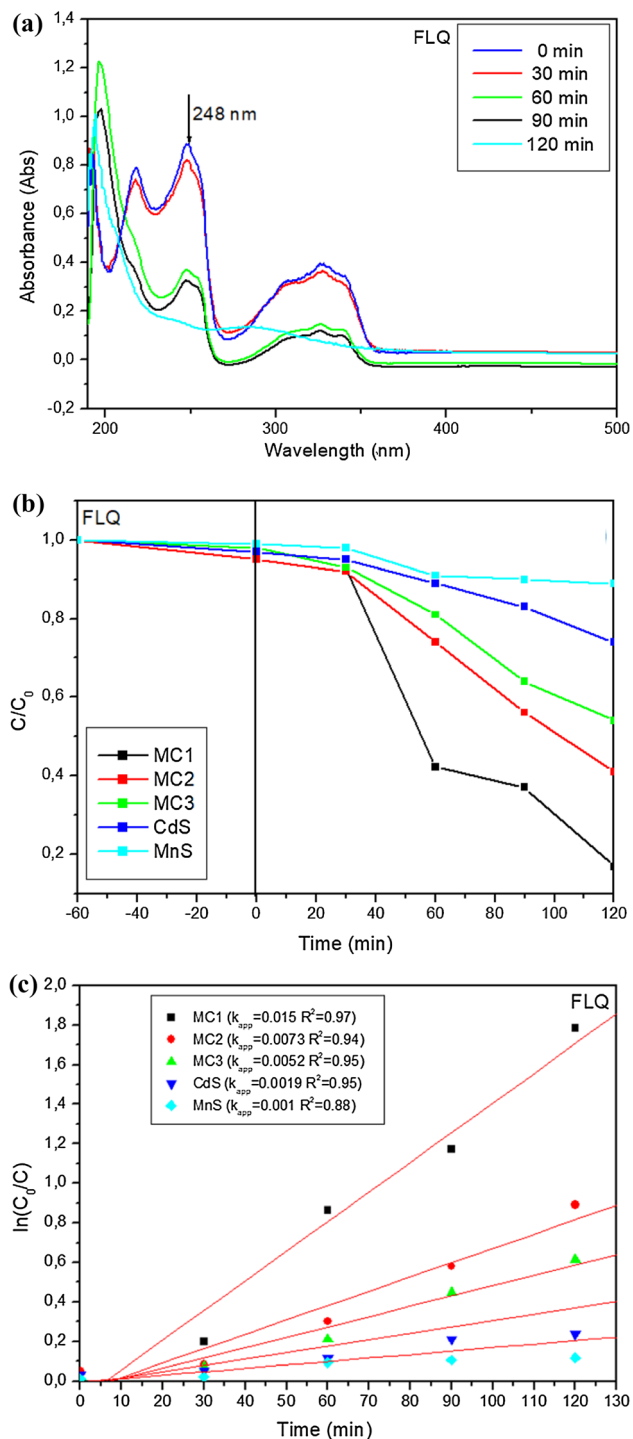 (a)
FLQ
0 min
30 min
60 min
90 min
120 min
248 nm
1,4
1,2
1,0
0,8
0,6
0,4
0,2
0,0
0,2
Absorbance (Abs)
200
300
400
500
Wavelength (nm)
(b)
FLQ
1,0
0,8
0,6
0,4
0,2
C/C0
MC1
MC2
MC3
CdS
MnS
-60
-40
-20
0
20
40
60
80
100
120
Time (min)
(c)
FLQ
MC1 (kapp=0.015 R²=0.97)
MC2 (kapp=0.0073 R²=0.94)
MC3 (kapp=0.0052 R²=0.95)
CdS (kapp=0.0019 R²=0.95)
MnS (kapp=0.001 R²=0.88)
2,0
1,8
1,6
1,4
1,2
1,0
0,8
0,6
0,4
0,2
0,0
ln(C0/C)
0
10
20
30
40
50
60
70
80
90
100
110
120
130
Time (min)